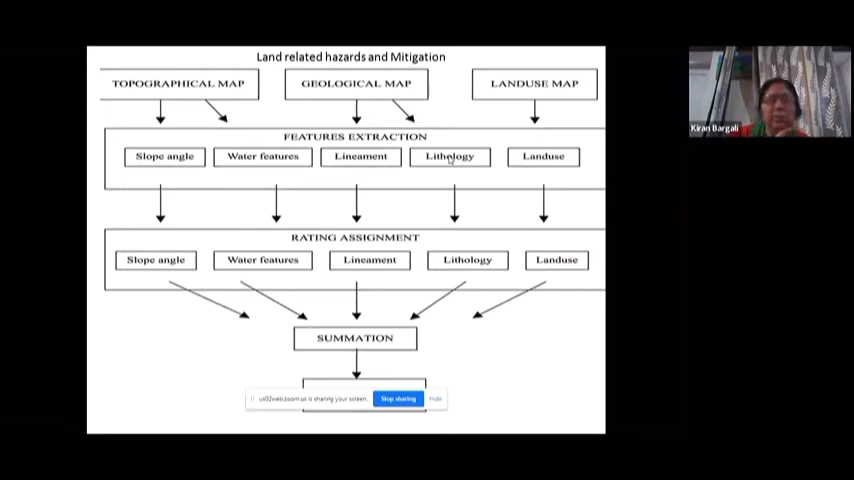 Land related hazards and Mitigation
TOPOGRAPHICAL MAP GEOLOGICAL MAP LANDUSE MAP
FEATURES EXTRACTION
Slope angle Water features Lineament Lithology Landuse
RATING ASSIGNMENT
Slope angle Water features Lineament Lithology Landuse
SUMMATION
us02web.zoom.us is sharing your screen. Stop sharing Hide
Kiran Bargali